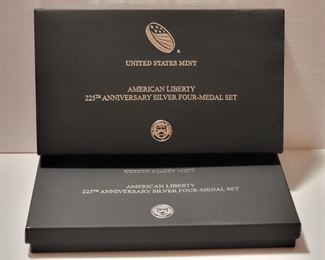 UNITED STATES MINT
AMERICAN LIBERTY
225TH ANNIVERSARY SILVER FOUR-MEDAL SET
AMERICAN LIBERTY
225TH ANNIVERSARY SILVER FOUR-MEDAL SET